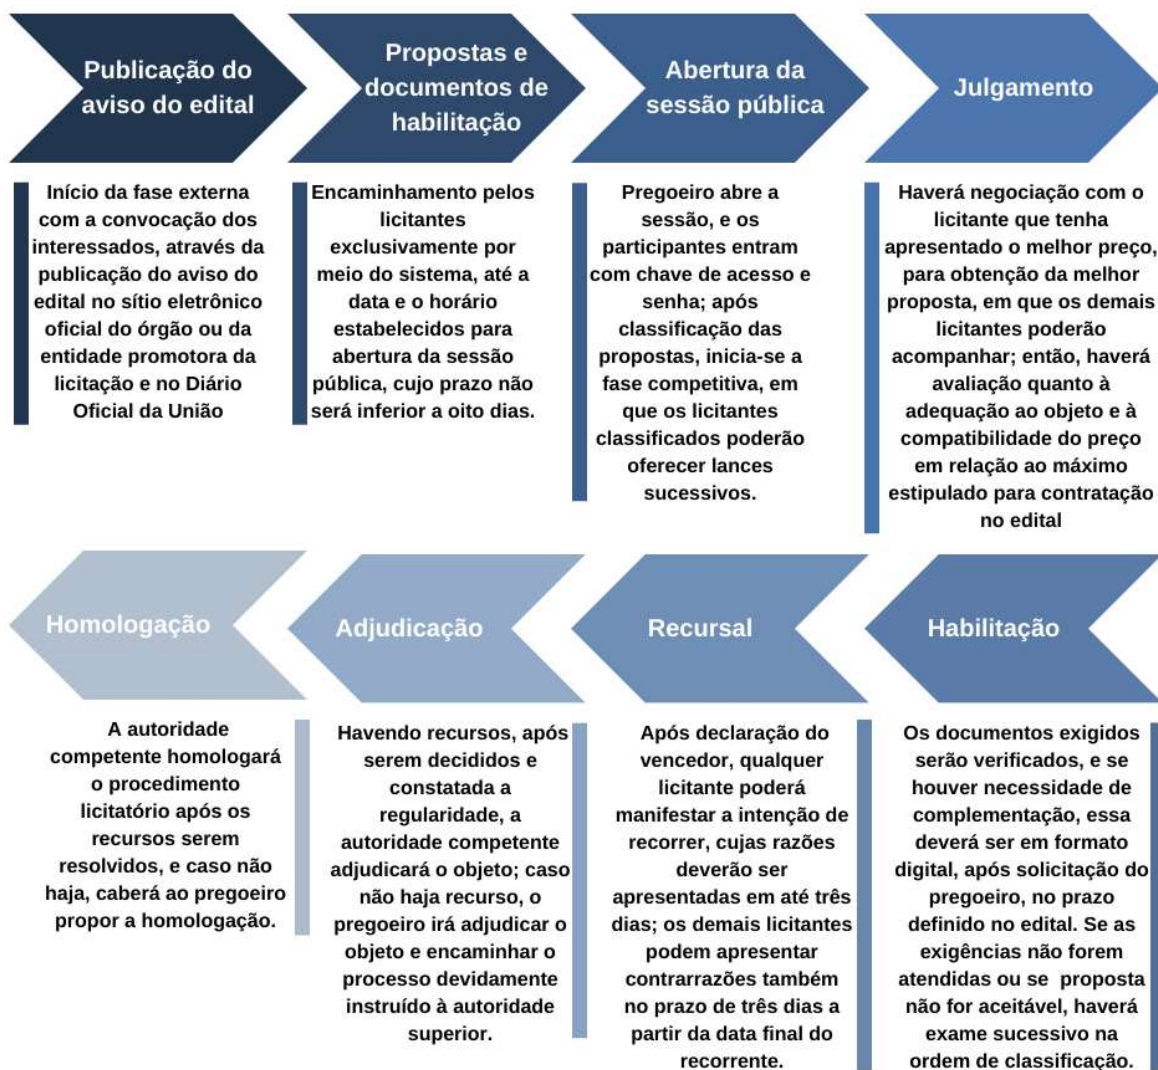 Publicação do
aviso do edital
Início da fase externa
com a convocação dos
interessados, através da
publicação do aviso do
edital no sítio eletrônico
oficial do órgão ou da
entidade promotora da
licitação e no Diário
Oficial da União
Propostas e
documentos de
habilitação
Encaminhamento pelos
licitantes
exclusivamente por
meio do sistema, até a
data e o horário
estabelecidos para
abertura da sessão
pública, cujo prazo não
será inferior a oito dias.
Abertura da
sessão pública
Pregoeiro abre a
sessão, e os
participantes entram
com chave de acesso e
senha; após
classificação das
propostas, inicia-se a
fase competitiva, em
que os licitantes
classificados poderão
oferecer lances
sucessivos.
Julgamento
Haverá negociação com o
licitante que tenha
apresentado o melhor preço,
para obtenção da melhor
proposta, em que os demais
licitantes poderão
acompanhar; então, haverá
avaliação quanto à
adequação ao objeto e à
compatibilidade do preço
em relação ao máximo
estipulado para contratação
no edital
Habilitação
Os documentos exigidos
serão verificados, e se
houver necessidade de
complementação, essa
deverá ser em formato
digital, após solicitação do
pregoeiro, no prazo
definido no edital. Se as
exigências não forem
atendidas ou se proposta
não for aceitável, haverá
exame sucessivo na
ordem de classificação.
Recursal
Após declaração do
vencedor, qualquer
licitante poderá
manifestar a intenção de
recorrer, cujas razões
deverão ser
apresentadas em até três
dias; os demais licitantes
podem apresentar
contrarrazões também
no prazo de três dias a
partir da data final do
recorrente.
Adjudicação
Havendo recursos, após
serem decididos e
constatada a
regularidade, a
autoridade competente
adjudicará o objeto; caso
não haja recurso, o
pregoeiro irá adjudicar o
objeto e encaminhar o
processo devidamente
instruído à autoridade
superior.
Homologação
A autoridade
competente homologará
o procedimento
licitatório após os
recursos serem
resolvidos, e caso não
haja, caberá ao pregoeiro
propor a homologação.